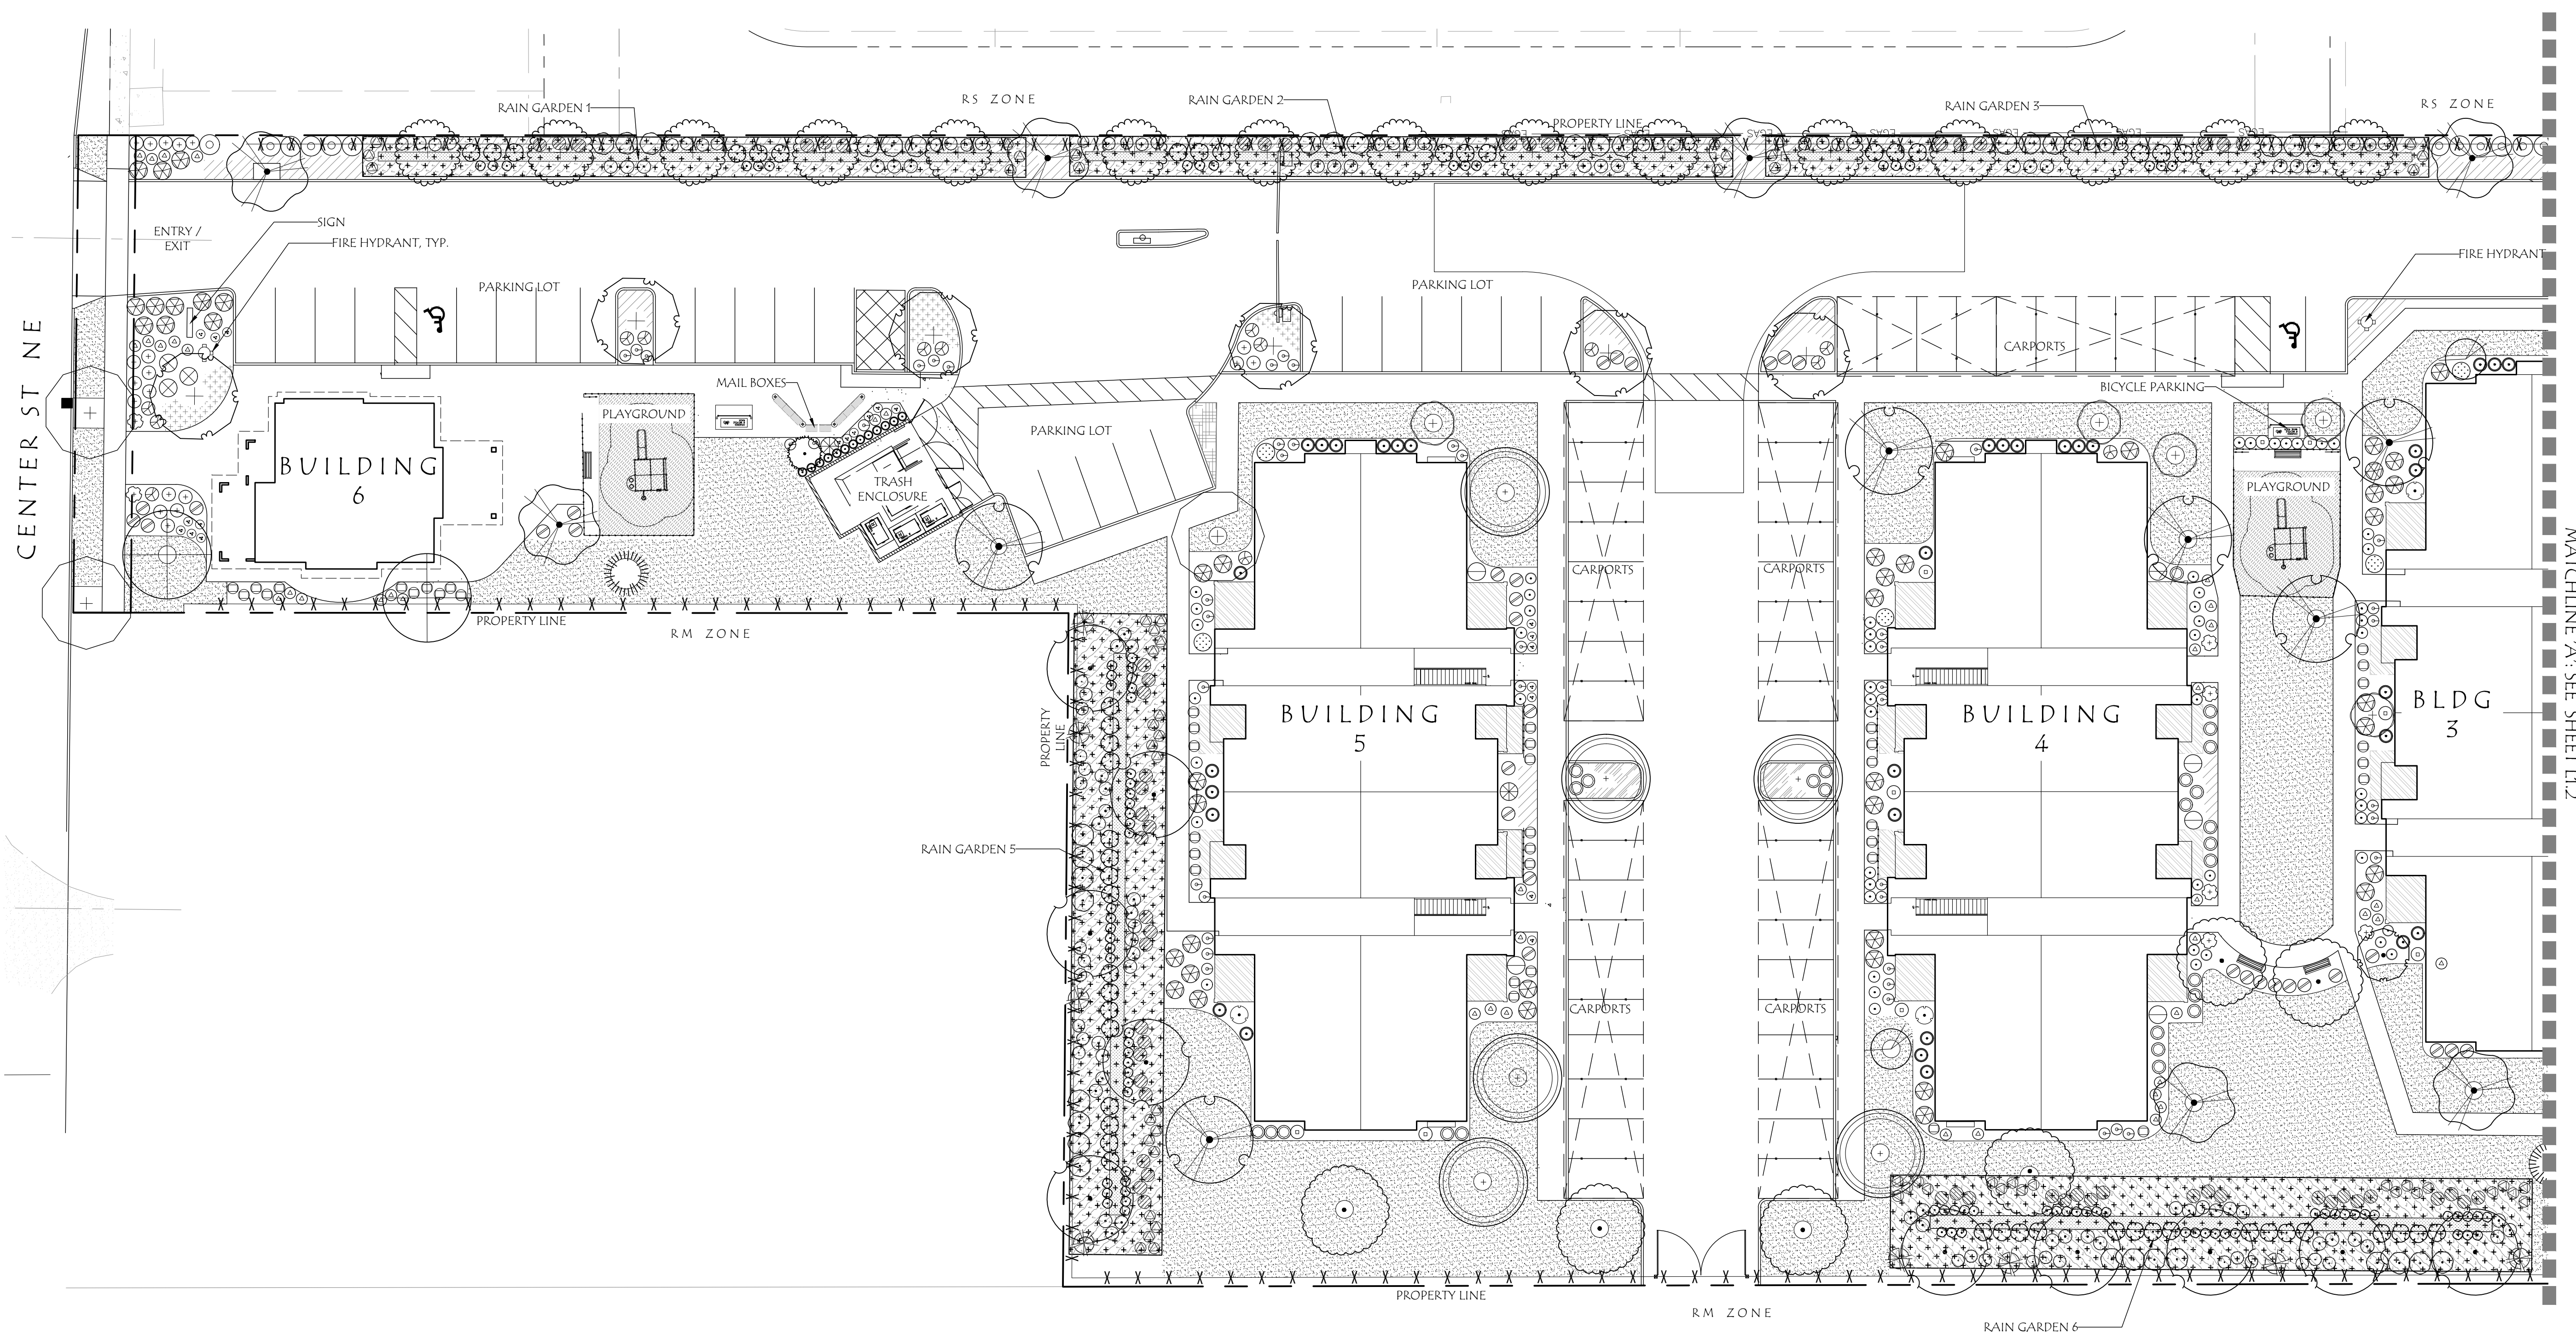 RS ZONE
RAIN GARDEN 1
RAIN GARDEN 2
RAIN GARDEN 3
RS ZONE
PROPERTY LINE
SIGN
ENTRY /
EXIT
FIRE HYDRANT, TYP.
FIRE HYDRANT
PARKING LOT
PARKING LOT
CARPORTS
CENTER ST NE
MAIL BOXES
BICYCLE PARKING
PLAYGROUND
PARKING LOT
BUILDING
6
TRASH
ENCLOSURE
PLAYGROUND
CARPORTS
CARPORTS
PROPERTY LINE
RM ZONE
MATCHLINE 'A': SEE SHEET L1.2
PROPERTY
LINE
BUILDING
5
BUILDING
4
BLDG
3
RAIN GARDEN 5
CARPORTS
CARPORTS
PROPERTY LINE
RM ZONE
RAIN GARDEN 6